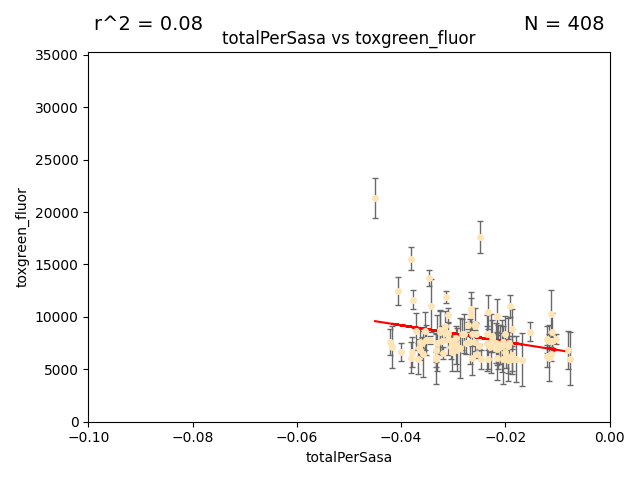 r^2 = 0.08
N = 408
totalPerSasa vs toxgreen_fluor
35000
30000
25000
20000
15000
10000
5000
0
toxgreen_fluor
−0.10
−0.08
−0.06
−0.04
−0.02
0.00
totalPerSasa